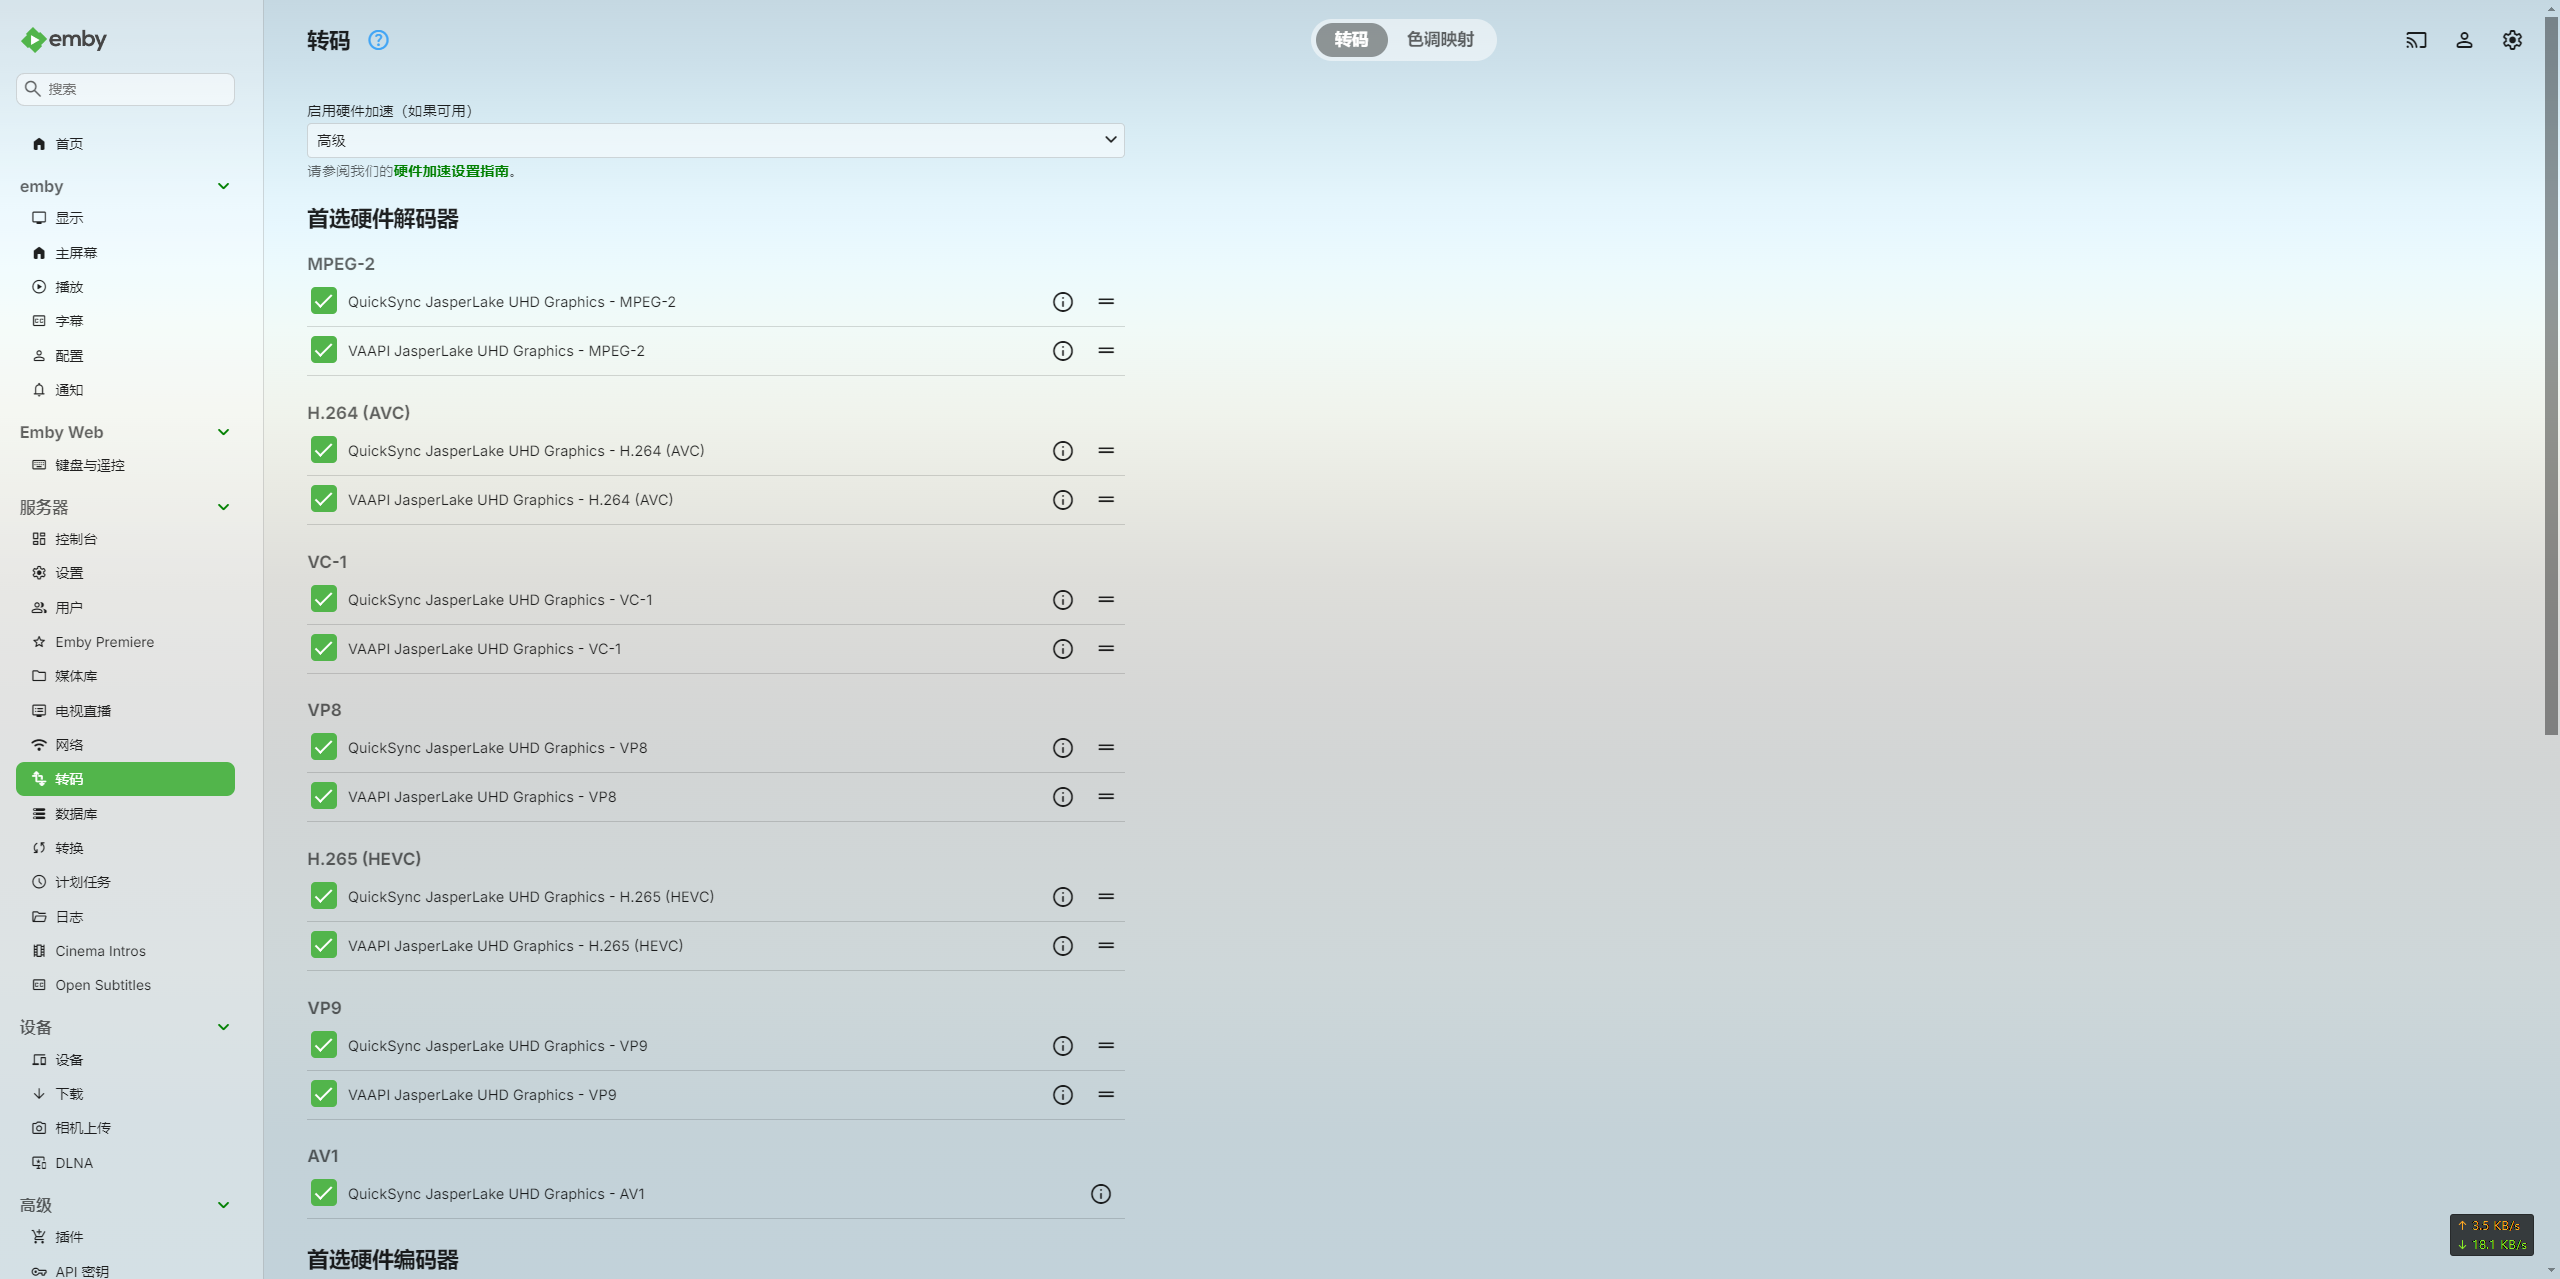 emby
搜索
首页
emby
显示
主屏幕
播放
字幕
配置
通知
Emby Web
键盘与遥控
服务器
控制台
设置
用户
Emby Premiere
媒体库
电视直播
网络
转码
数据库
转换
计划任务
日志
Cinema Intros
Open Subtitles
设备
设备
下载
相机上传
DLNA
高级
插件
API 密钥
转码
转码 色调映射
启用硬件加速（如果可用）
高级
请参阅我们的硬件加速设置指南。
首选硬件解码器
MPEG-2
QuickSync JasperLake UHD Graphics - MPEG-2
VAAPI JasperLake UHD Graphics - MPEG-2
H.264 (AVC)
QuickSync JasperLake UHD Graphics - H.264 (AVC)
VAAPI JasperLake UHD Graphics - H.264 (AVC)
VC-1
QuickSync JasperLake UHD Graphics - VC-1
VAAPI JasperLake UHD Graphics - VC-1
VP8
QuickSync JasperLake UHD Graphics - VP8
VAAPI JasperLake UHD Graphics - VP8
H.265 (HEVC)
QuickSync JasperLake UHD Graphics - H.265 (HEVC)
VAAPI JasperLake UHD Graphics - H.265 (HEVC)
VP9
QuickSync JasperLake UHD Graphics - VP9
VAAPI JasperLake UHD Graphics - VP9
AV1
QuickSync JasperLake UHD Graphics - AV1
首选硬件编码器
↑ 3.5 KB/s
↓ 18.1 KB/s